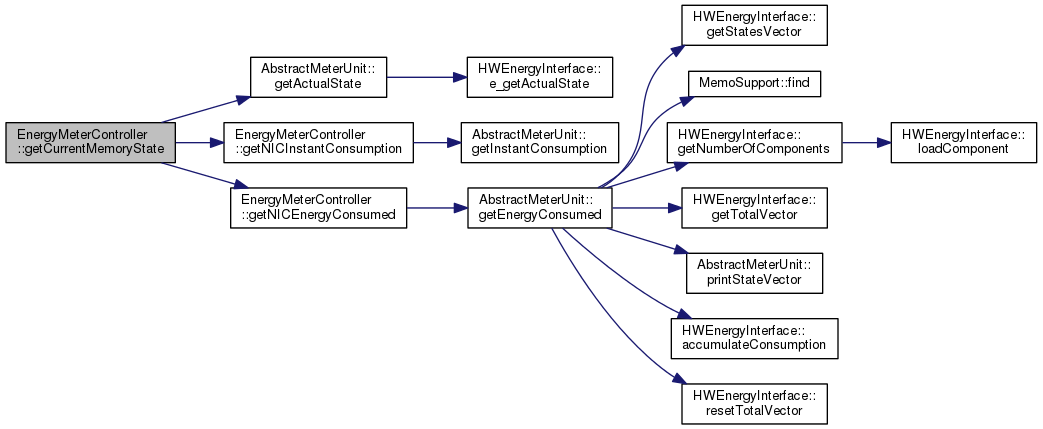 EnergyMeterController
::getCurrentMemoryState
AbstractMeterUnit::
getActualState
HWEnergyInterface::
e_getActualState
EnergyMeterController
::getNICInstantConsumption
AbstractMeterUnit::
getInstantConsumption
EnergyMeterController
::getNICEnergyConsumed
AbstractMeterUnit::
getEnergyConsumed
HWEnergyInterface::
getStatesVector
MemoSupport::find
HWEnergyInterface::
getNumberOfComponents
HWEnergyInterface::
loadComponent
HWEnergyInterface::
getTotalVector
AbstractMeterUnit::
printStateVector
HWEnergyInterface::
accumulateConsumption
HWEnergyInterface::
resetTotalVector